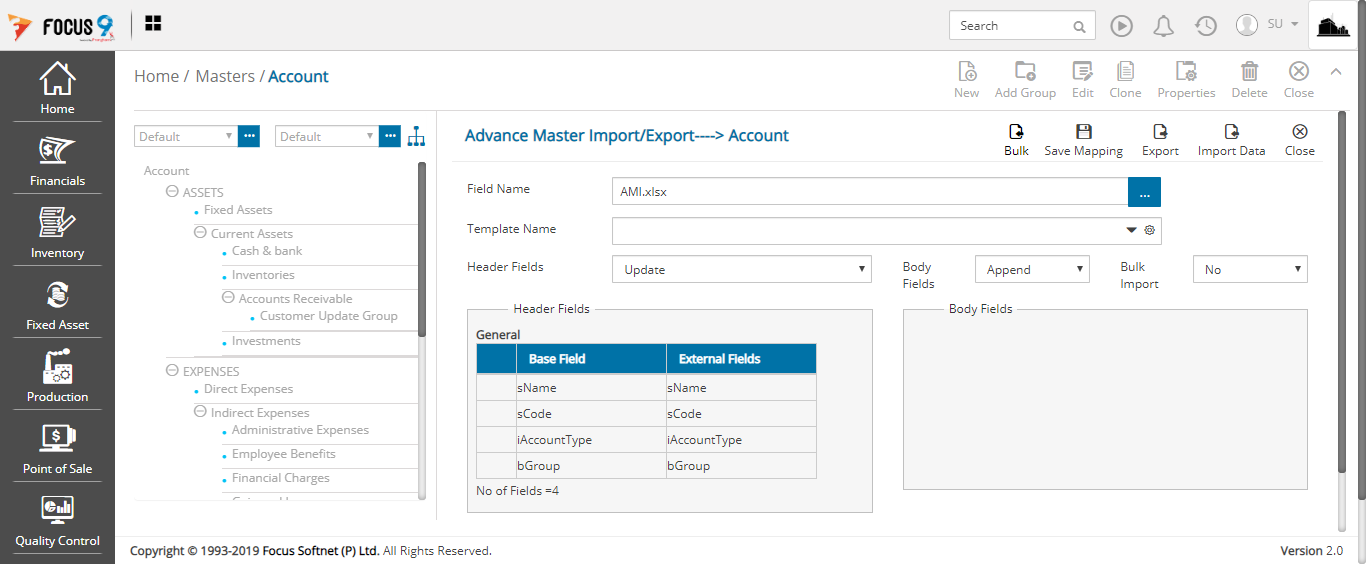 FOCUS 9
Search
SU
Home
Financials
Inventory
Fixed Asset
Production
Point of Sale
Quality Control
Home / Masters / Account
New
Add Group
Edit
Clone
Properties
Delete
Close
Default
...
Default
...
Account
ASSETS
Fixed Assets
Current Assets
Cash & bank
Inventories
Accounts Receivable
Customer Update Group
Investments
EXPENSES
Direct Expenses
Indirect Expenses
Administrative Expenses
Employee Benefits
Financial Charges
Advance Master Import/Export----> Account
Bulk
Save Mapping
Export
Import Data
Close
Field Name
AMI.xlsx
...
Template Name
Header Fields
Update
Body
Fields
Append
Bulk
Import
No
Header Fields
General
Base Field External Fields
sName sName
sCode sCode
iAccountType iAccountType
bGroup bGroup
No of Fields =4
Body Fields
Copyright © 1993-2019 Focus Softnet (P) Ltd. All Rights Reserved.
Version 2.0